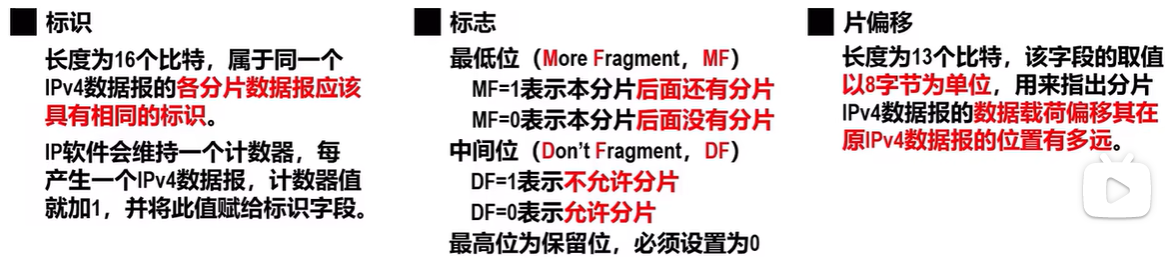 标识
长度为16个比特，属于同一个
IPv4数据报的各分片数据报应该
具有相同的标识。
IP软件会维持一个计数器，每
产生一个IPv4数据报，计数器值
就加1，并将此值赋给标识字段。
标志
最低位（More Fragment，MF）
MF=1表示本分片后面还有分片
MF=0表示本分片后面没有分片
中间位（Don't Fragment，DF）
DF=1表示不允许分片
DF=0表示允许分片
最高位为保留位，必须设置为0
片偏移
长度为13个比特，该字段的取值
以8字节为单位，用来指出分片
IPv4数据报的数据载荷偏移其在
原IPv4数据报的位置有多远。